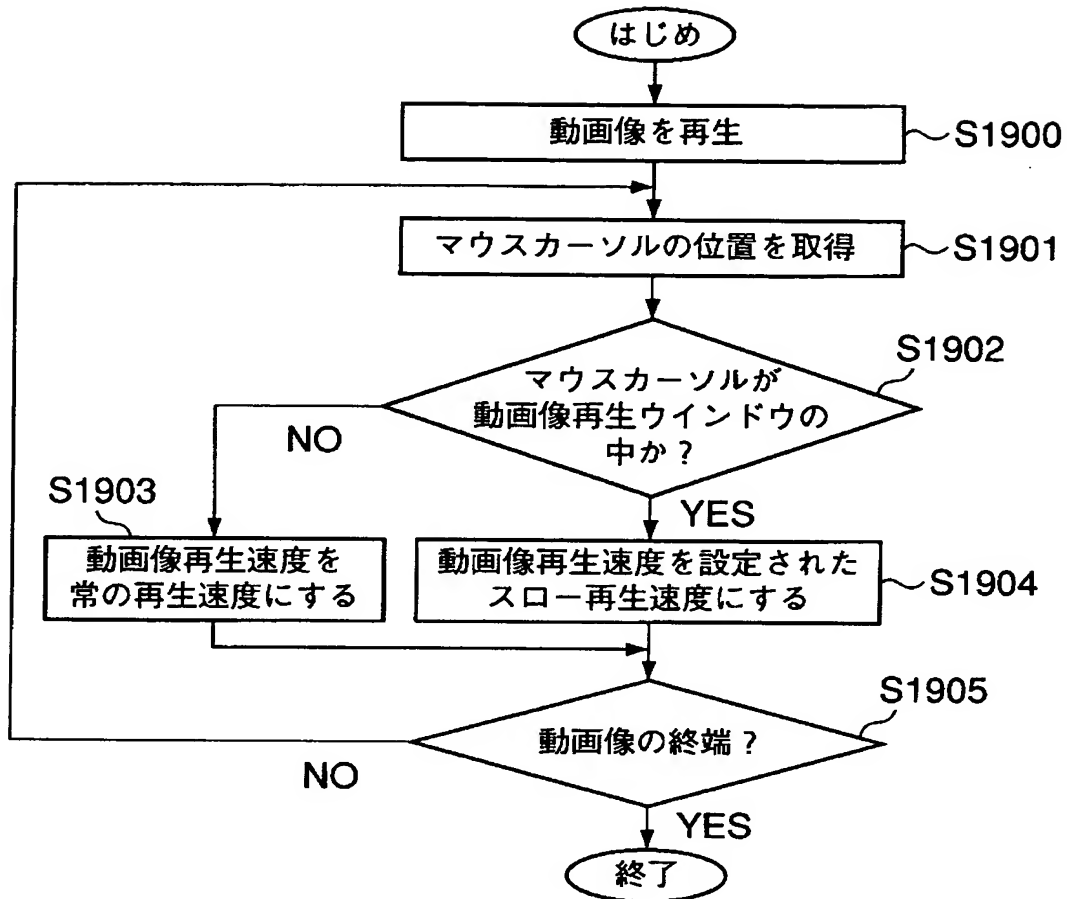 はじめ
動画像を再生
S1900
マウスカーソルの位置を取得
S1901
S1902
マウスカーソルが
動画像再生ウインドウの
中か？
NO
YES
S1903
動画像再生速度を
常の再生速度にする
動画像再生速度を設定された
スロー再生速度にする
S1904
S1905
動画像の終端？
NO
YES
終了